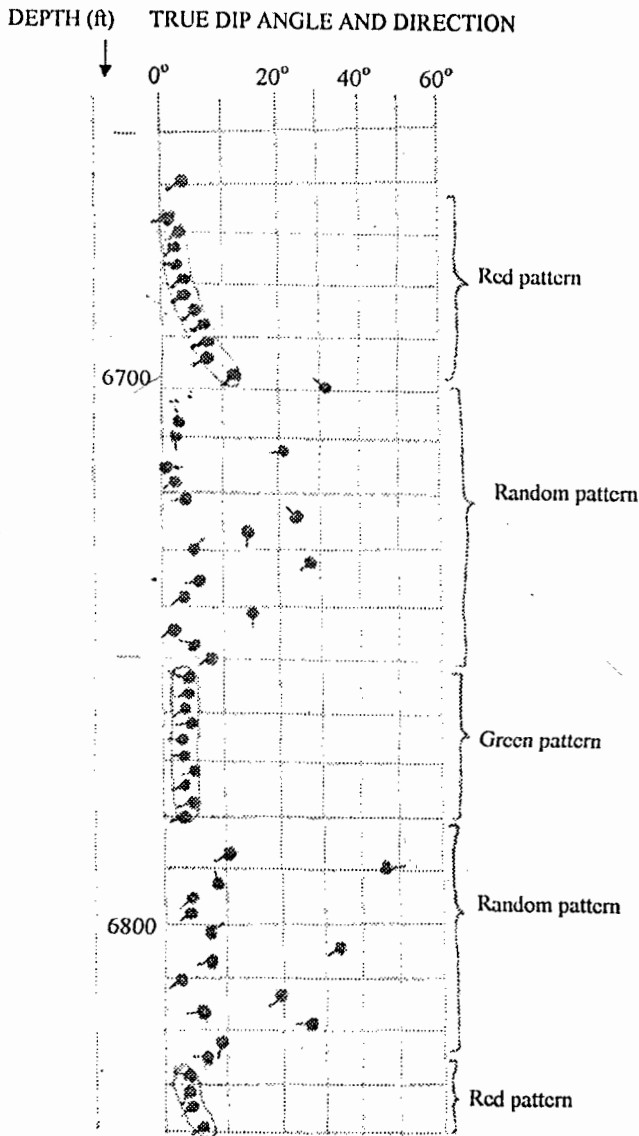 DEPTH (ft) TRUE DIP ANGLE AND DIRECTION
0° 20° 40° 60°
Red pattern
6700
Random pattern
Green pattern
Random pattern
6800
Red pattern